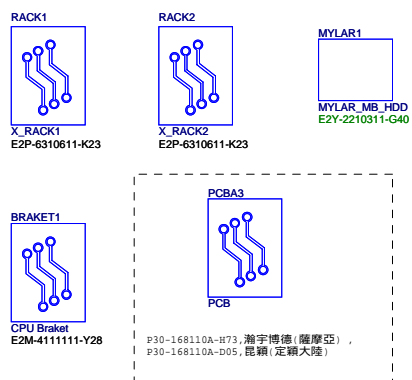 RACK1
RACK2
MYLAR1
X_RACK1
E2P-6310611-K23
X_RACK2
E2P-6310611-K23
MYLAR_MB_HDD
E2Y-2210311-G40
BRAKET1
PCBA3
PCB
CPU Braket
E2M-4111111-Y28
P30-168110A-H73,瀚宇博德(薩摩亞) ,
P30-168110A-D05,昆穎(定穎大陸)